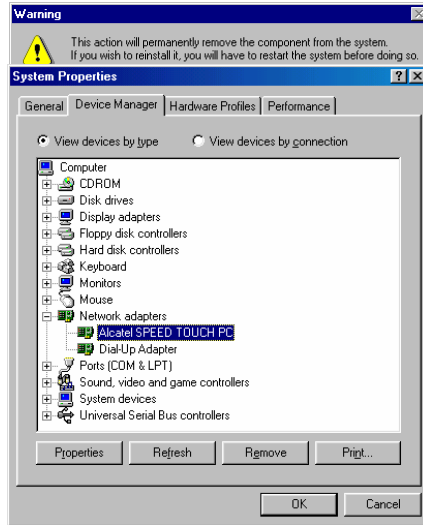 Warning
This action will permanently remove the component from the system.
If you wish to reinstall it, you will have to restart the system before doing so.
System Properties
General Device Manager Hardware Profiles Performance
View devices by type View devices by connection
Computer
CDROM
Disk drives
Display adapters
Floppy disk controllers
Hard disk controllers
Keyboard
Monitors
Mouse
Network adapters
Alcatel SPEED TOUCH PC
Dial-Up Adapter
Ports (COM & LPT)
Sound, video and game controllers
System devices
Universal Serial Bus controllers
Properties Refresh Remove Print...
OK Cancel